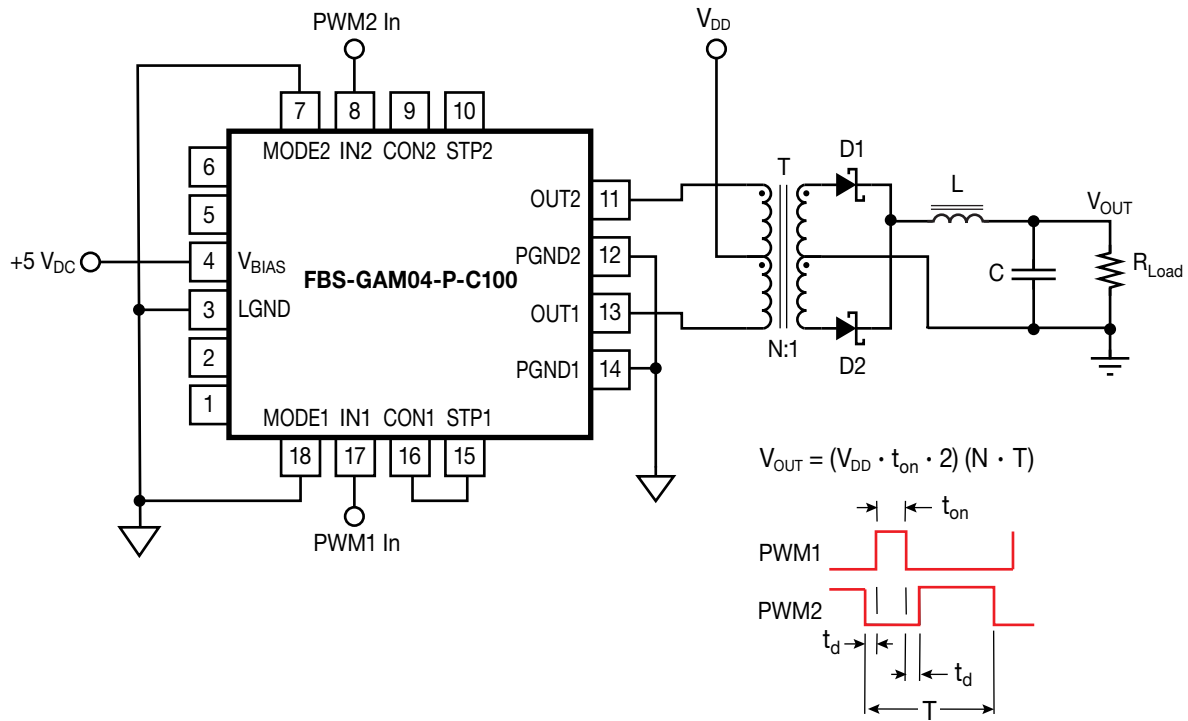 PWM2 In
V_DD
7
8
9
10
MODE2
IN2
CON2
STP2
6
5
+5 V_DC
4
V_BIAS
3
LGND
2
1
FBS-GAM04-P-C100
OUT2
11
PGND2
12
OUT1
13
PGND1
14
MODE1
IN1
CON1
STP1
18
17
16
15
PWM1 In
T
N:1
D1
D2
L
V_OUT
C
R_Load
V_OUT = (V_DD · t_on · 2) (N · T)
t_on
PWM1
PWM2
t_d
t_d
T